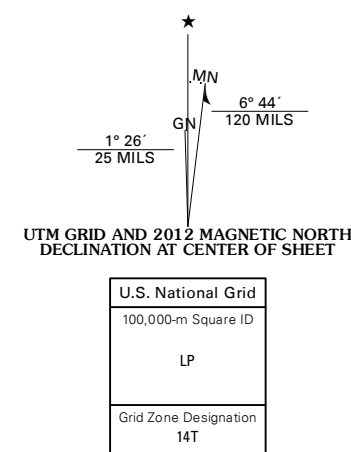 ★
MN
GN
6° 44´
120 MILS
1° 26´
25 MILS
UTM GRID AND 2012 MAGNETIC NORTH
DECLINATION AT CENTER OF SHEET
U.S. National Grid
100,000-m Square ID
LP
Grid Zone Designation
14T